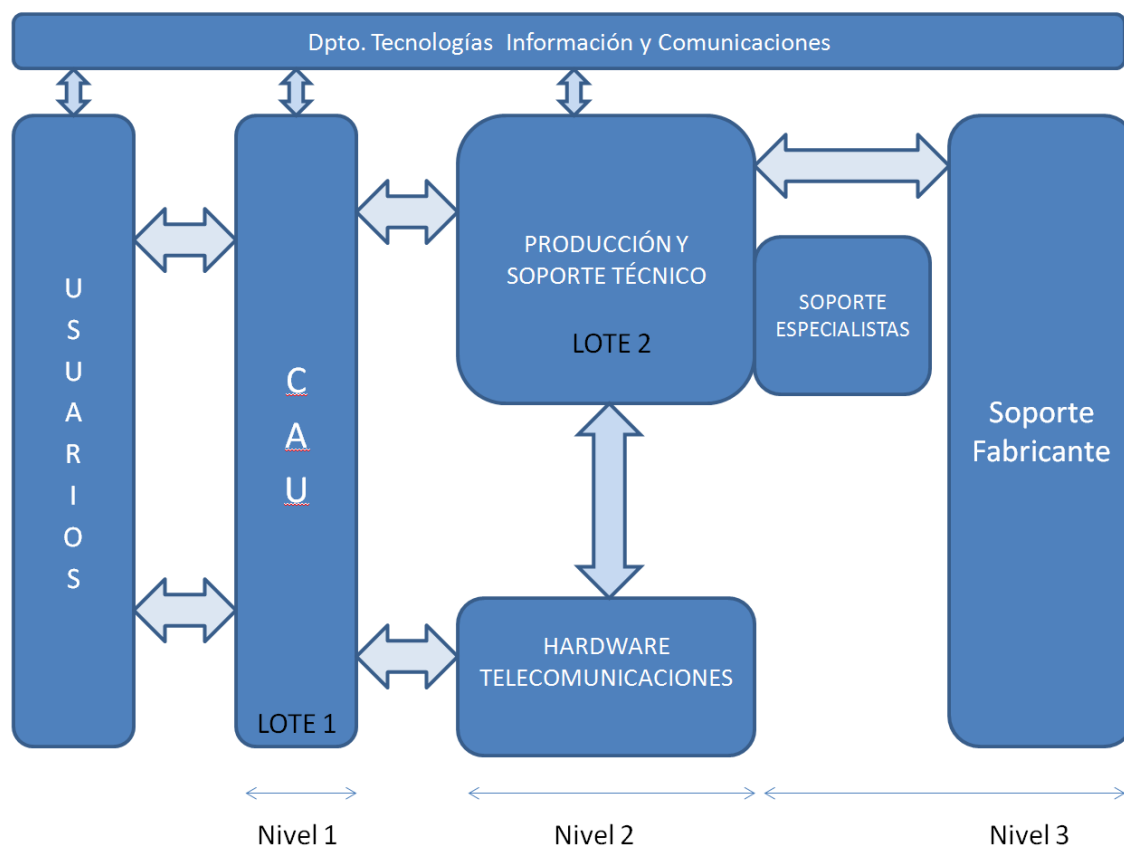 Dpto. Tecnologías Información y Comunicaciones
U
S
U
A
R
I
O
S
C
A
U
LOTE 1
PRODUCCIÓN Y
SOPORTE TÉCNICO
LOTE 2
SOPORTE
ESPECIALISTAS
HARDWARE
TELECOMUNICACIONES
Soporte
Fabricante
Nivel 1
Nivel 2
Nivel 3